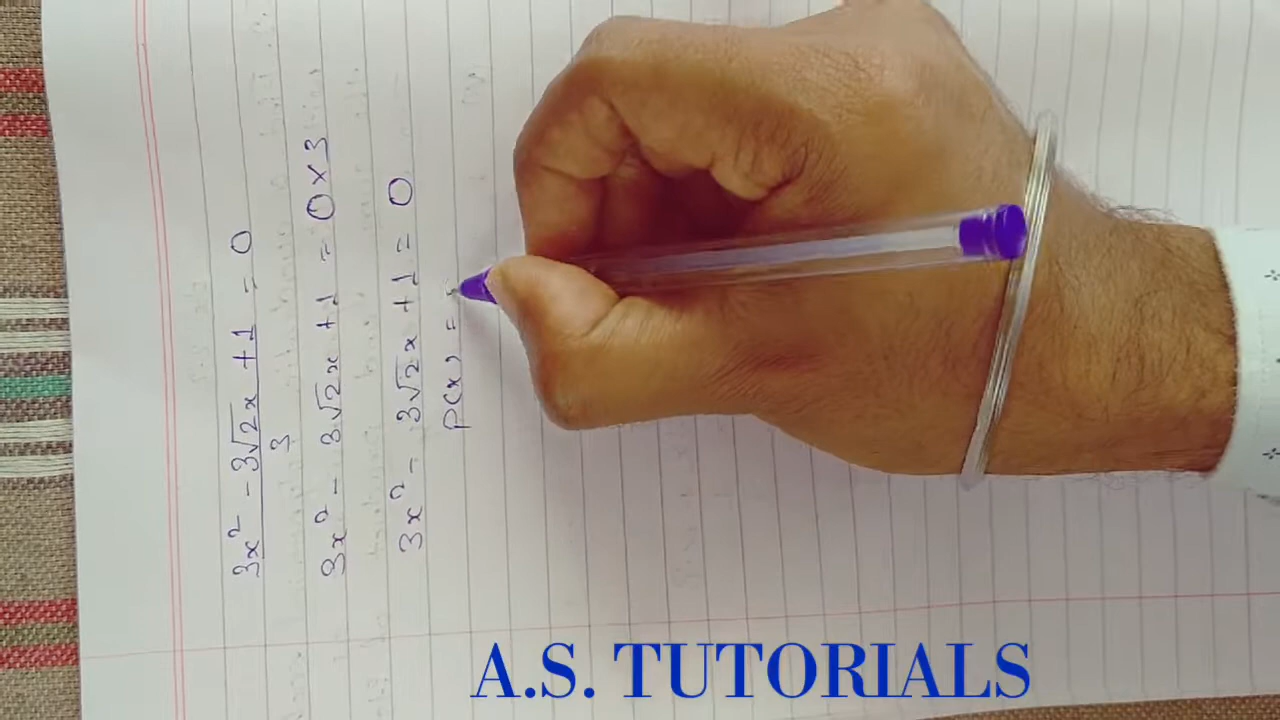 3x² - 3√2x + 1 = 0
3
3x² - 3√2x + 1 = 0×3
3x² - 3√2x + 1 = 0
P(x) =
A.S. TUTORIALS